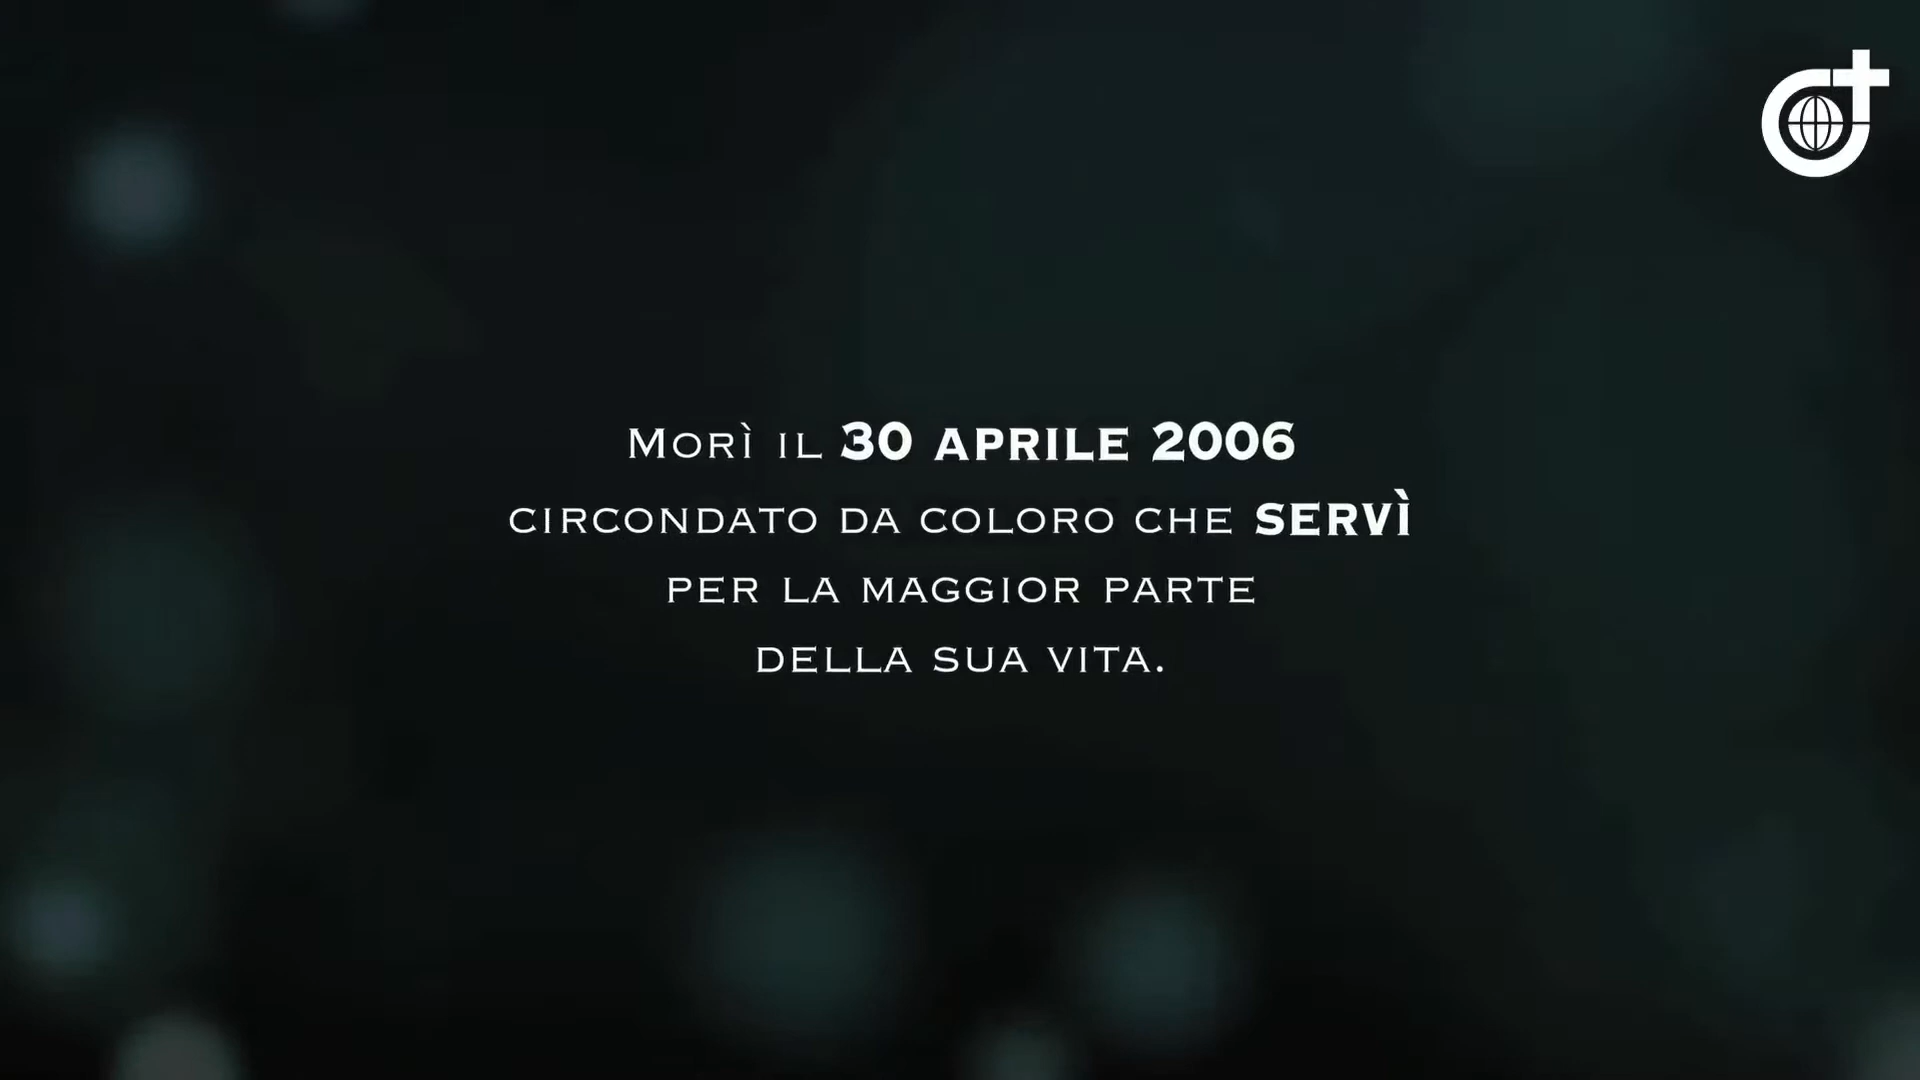 Morì il 30 aprile 2006
circondato da coloro che servì
per la maggior parte
della sua vita.